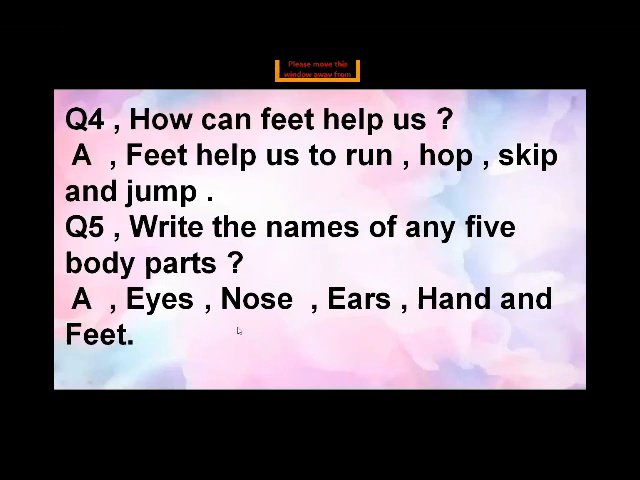 Please move this
window away from
Q4 , How can feet help us ?
A , Feet help us to run , hop , skip
and jump .
Q5 , Write the names of any five
body parts ?
A , Eyes , Nose , Ears , Hand and
Feet.